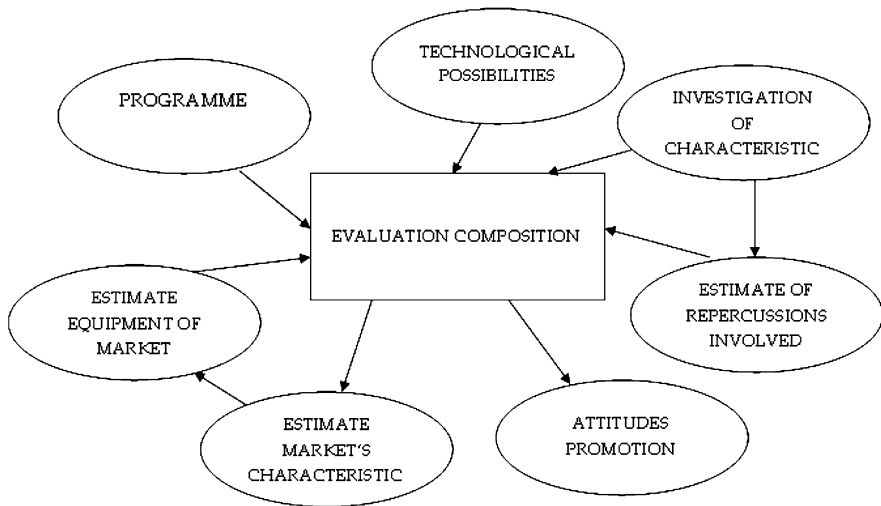 TECHNOLOGICAL
POSSIBILITIES
PROGRAMME
INVESTIGATION
OF
CHARACTERISTIC
EVALUATION COMPOSITION
ESTIMATE
EQUIPMENT OF
MARKET
ESTIMATE OF
REPERCUSSIONS
INVOLVED
ESTIMATE
MARKET'S
CHARACTERISTIC
ATTITUDES
PROMOTION